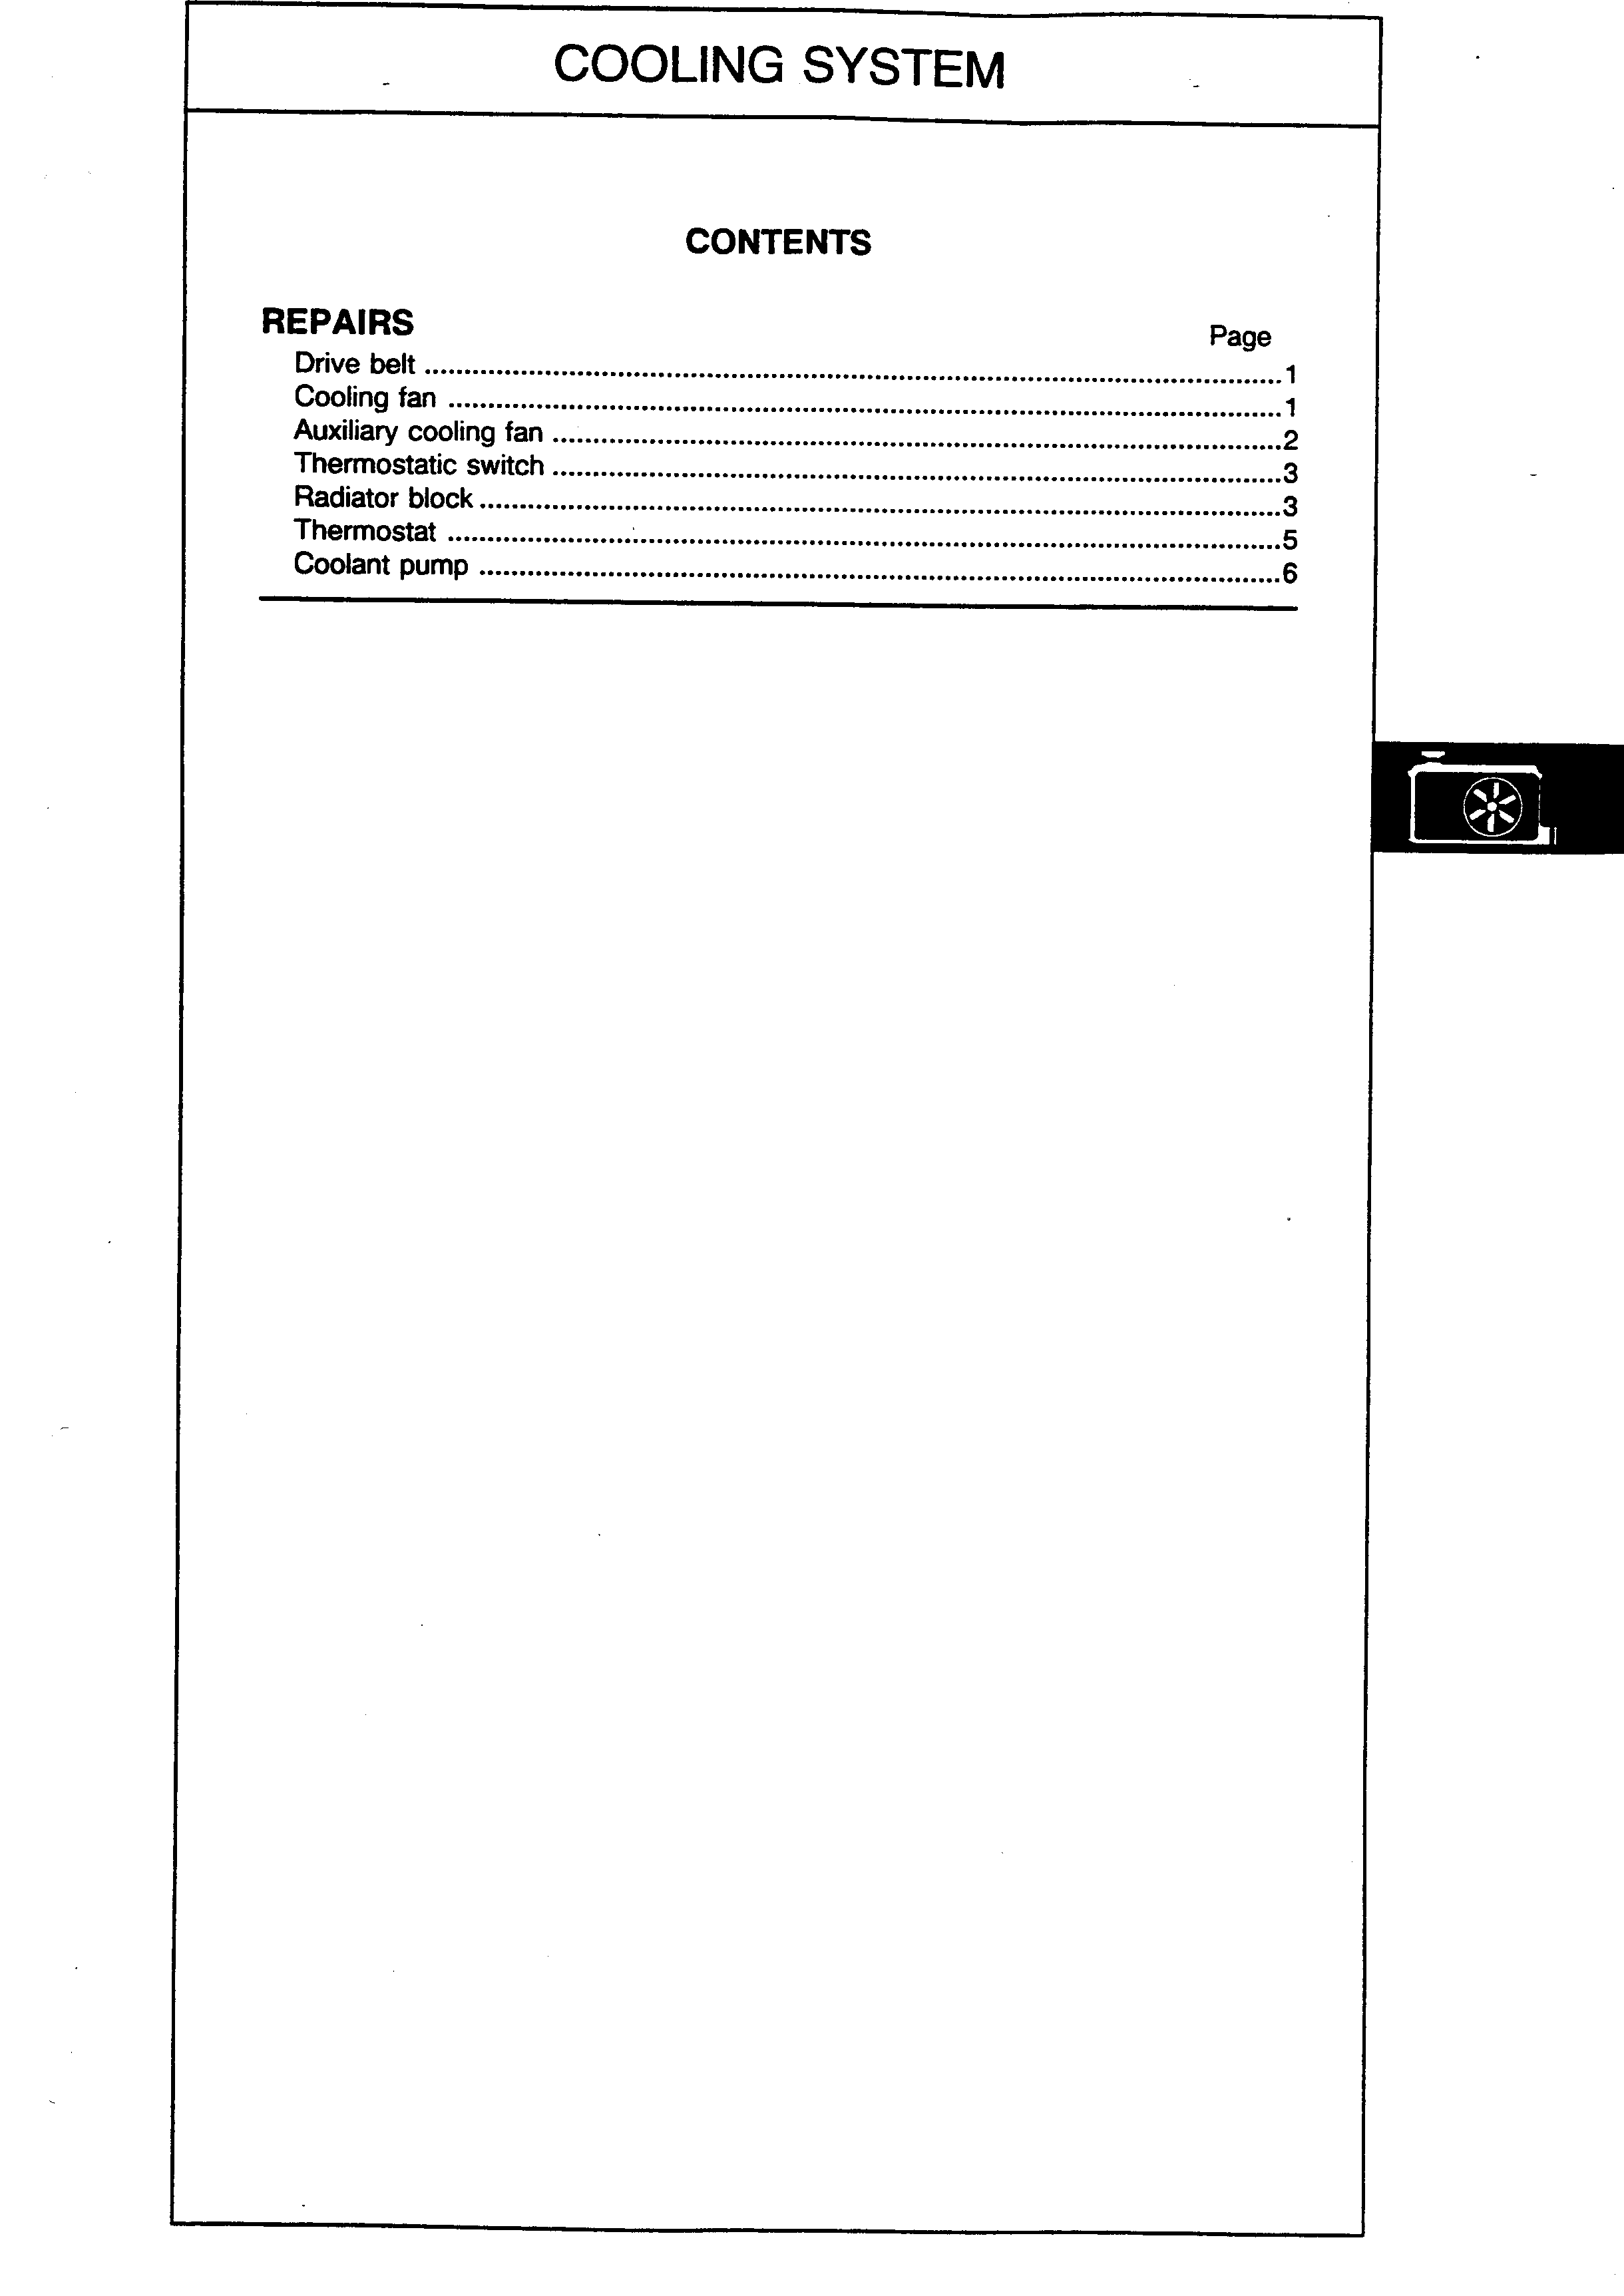 COOLING SYSTEM
CONTENTS
REPAIRS
Page
Drive belt ........................................ 1
Cooling fan ........................................ 1
Auxiliary cooling fan ........................................ 2
Thermostatic switch ........................................ 3
Radiator block ........................................ 3
Thermostat ........................................ 5
Coolant pump ........................................ 6